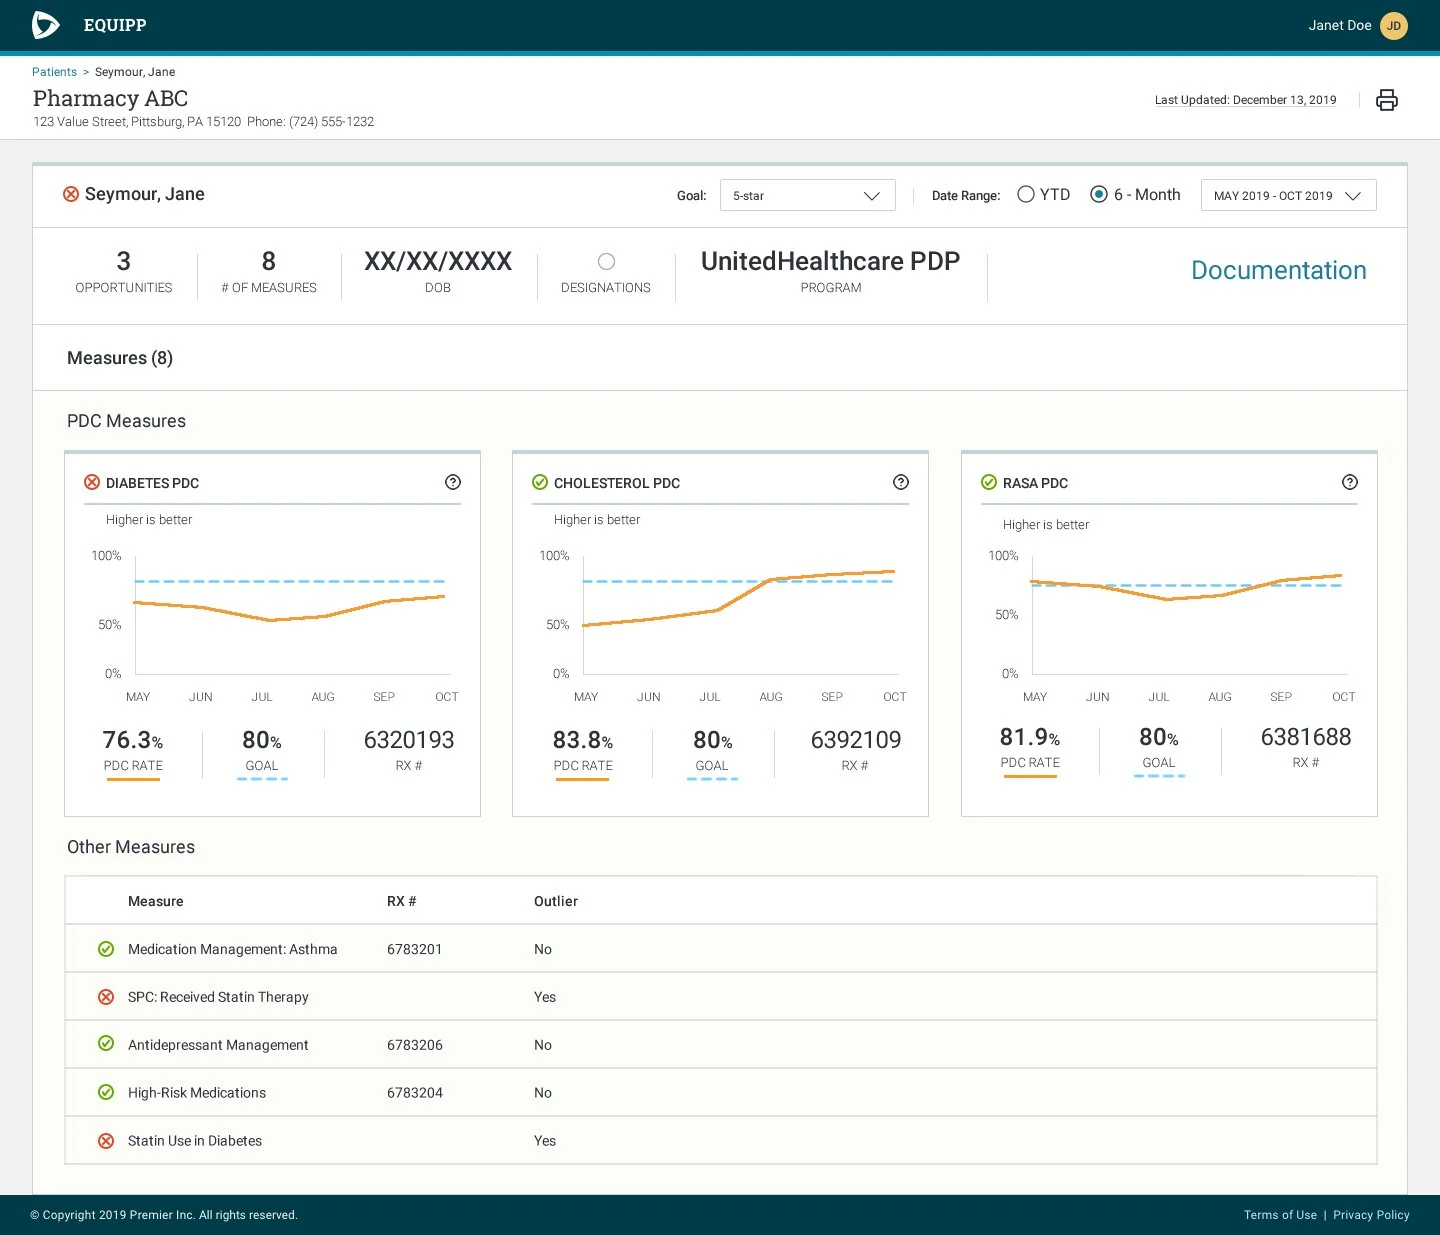 EQUIPP
Janet Doe JD
Patients > Seymour, Jane
Pharmacy ABC
123 Value Street, Pittsburg, PA 15120 Phone: (724) 555-1232
Last Updated: December 13, 2019
Seymour, Jane
Goal: 5-star
Date Range: YTD 6 - Month MAY 2019 - OCT 2019
3
OPPORTUNITIES
8
# OF MEASURES
XX/XX/XXXX
DOB
DESIGNATIONS
UnitedHealthcare PDP
PROGRAM
Documentation
Measures (8)
PDC Measures
DIABETES PDC ?
Higher is better
100%
50%
0%
MAY JUN JUL AUG SEP OCT
76.3% 80% 6320193
PDC RATE GOAL RX #
CHOLESTEROL PDC ?
Higher is better
100%
50%
0%
MAY JUN JUL AUG SEP OCT
83.8% 80% 6392109
PDC RATE GOAL RX #
RASA PDC ?
Higher is better
100%
50%
0%
MAY JUN JUL AUG SEP OCT
81.9% 80% 6381688
PDC RATE GOAL RX #
Other Measures
Measure RX # Outlier
Medication Management: Asthma 6783201 No
SPC: Received Statin Therapy Yes
Antidepressant Management 6783206 No
High-Risk Medications 6783204 No
Statin Use in Diabetes Yes
© Copyright 2019 Premier Inc. All rights reserved.
Terms of Use | Privacy Policy